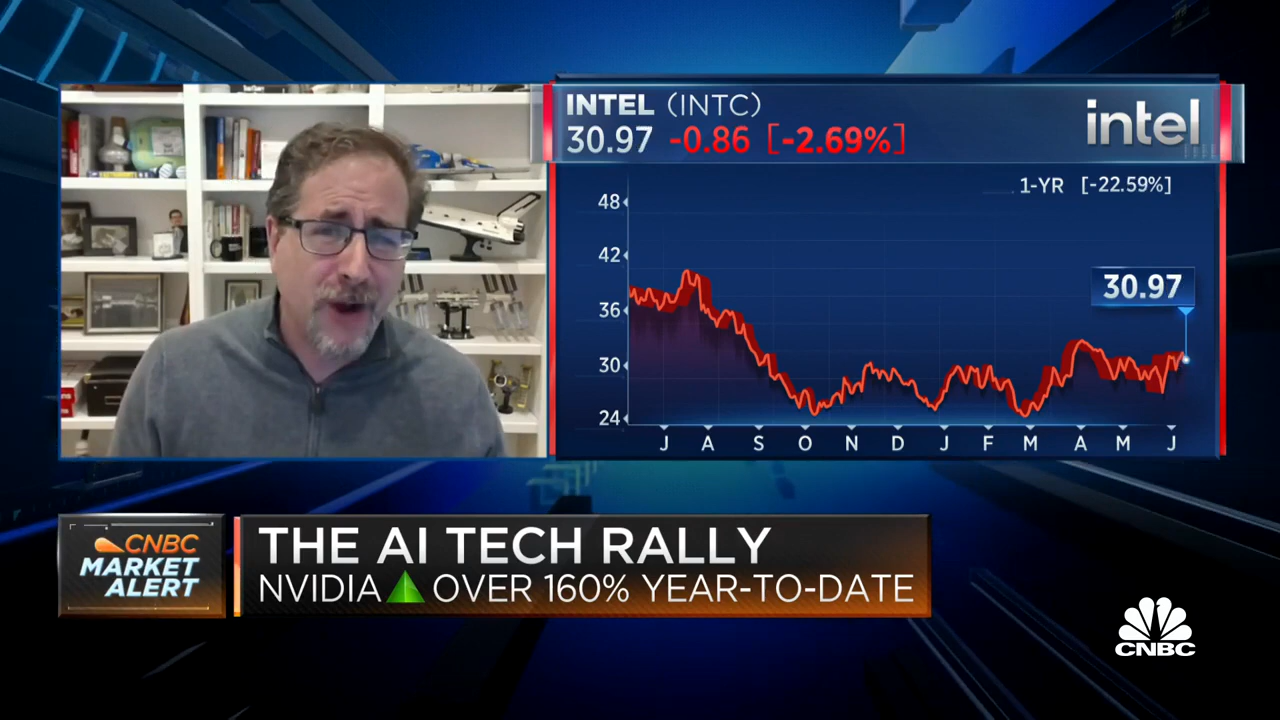 INTEL (INTC)
30.97 -0.86 [-2.69%]
intel
1-YR [-22.59%]
48
42
36
30
24
30.97
J A S O N D J F M A M J
CNBC
MARKET
ALERT
THE AI TECH RALLY
NVIDIA OVER 160% YEAR-TO-DATE
CNBC